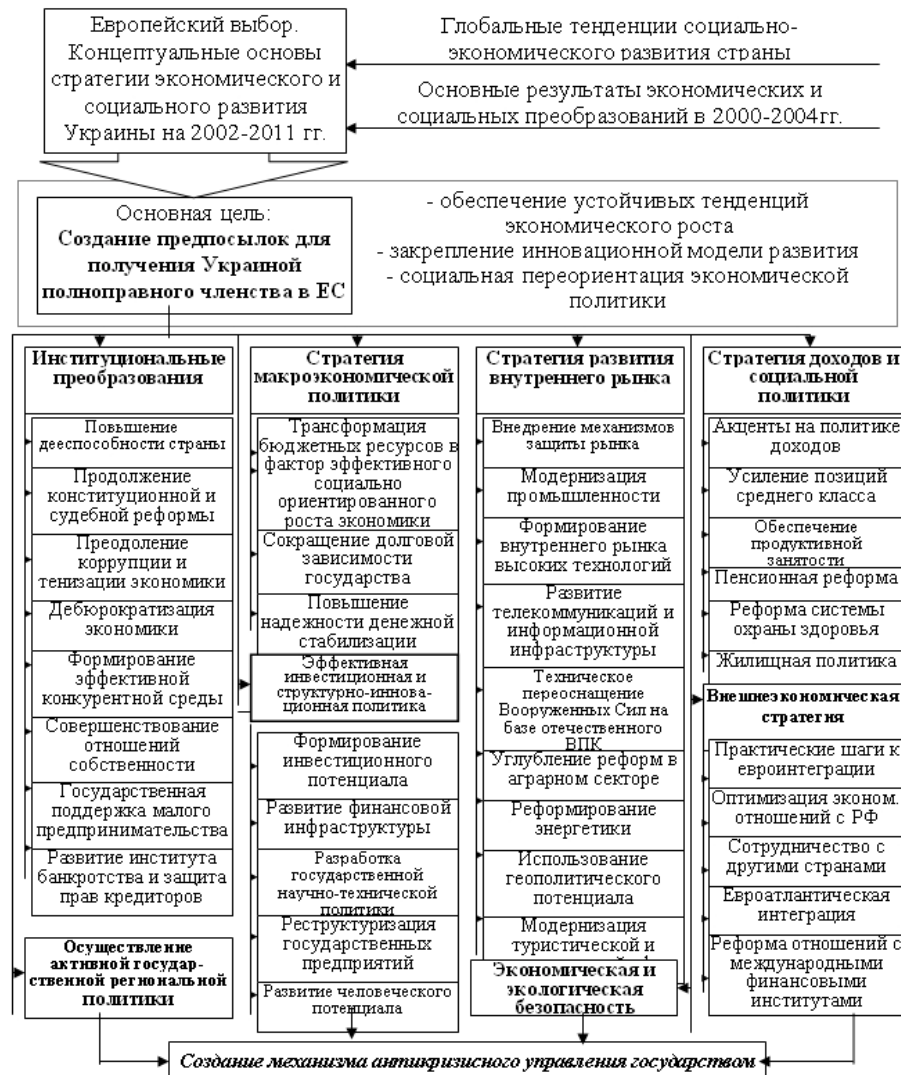 Европейский выбор.
Концептуальные основы
стратегии экономического и
социального развития
Украины на 2002-2011 гг.
Глобальные тенденции социально-
экономического развития страны
Основные результаты экономических и
социальных преобразований в 2000-2004гг.
Основная цель:
Создание предпосылок для
получения Украиной
полноправного членства в ЕС
- обеспечение устойчивых тенденций
экономического роста
- закрепление инновационной модели развития
- социальная переориентация экономической
политики
Институциональные
преобразования
Повышение
дееспособности страны
Продолжение
конституционной и
судебной реформы
Преодоление
коррупции и
тенизации экономики
Дебюрократизация
экономики
Формирование
эффективной
конкурентной среды
Совершенствование
отношений
собственности
Государственная
поддержка малого
предпринимательства
Развитие института
банкротства и защита
прав кредиторов
Осуществление
активной государ-
ственной региональной
политики
Стратегия
макроэкономической
политики
Трансформация
бюджетных ресурсов в
фактор эффективного
социально
ориентированного
роста экономики
Сокращение долговой
зависимости
государства
Повышение
надежности денежной
стабилизации
Эффективная
инвестиционная и
структурно-иннова-
ционная политика
Формирование
инвестиционного
потенциала
Развитие финансовой
инфраструктуры
Разработка
государственной
научно-технической
политики
Реструктуризация
государственных
предприятий
Развитие человеческого
потенциала
Стратегия развития
внутреннего рынка
Внедрение механизмов
защиты рынка
Модернизация
промышленности
Формирование
внутреннего рынка
высоких технологий
Развитие
телекоммуникаций и
информационной
инфраструктуры
Техническое
переоснащение
Вооруженных Сил на
базе отечественного
ВПК
Углубление реформ в
аграрном секторе
Реформирование
энергетики
Использование
геополитического
потенциала
Модернизация
туристической и
Экономическая и
экологическая
безопасность
Стратегия доходов и
социальной
политики
Акценты на политике
доходов
Усиление позиций
среднего класса
Обеспечение
продуктивной
занятости
Пенсионная реформа
Реформа системы
охраны здоровья
Жилищная политика
Внешнеэкономическая
стратегия
Практические шаги к
евроинтеграции
Оптимизация эконом.
отношений с РФ
Сотрудничество с
другими странами
Евроатлантическая
интеграция
Реформа отношений с
международными
финансовыми
институтами
Создание механизма антикризисного управления государством